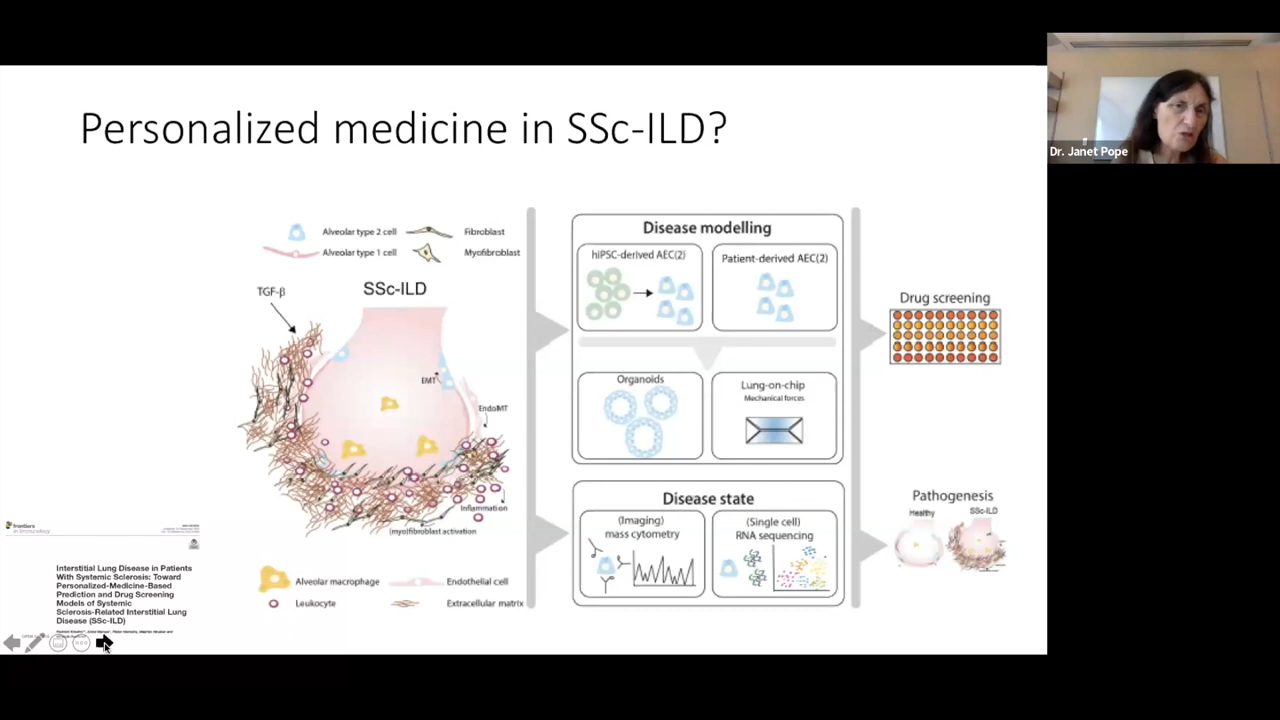 Personalized medicine in SSc-ILD?
Dr. Janet Pope
Alveolar type 2 cell
Fibroblast
Alveolar type 1 cell
Myofibroblast
TGF-β
SSc-ILD
EMT
EndoMT
Inflammation
(myo)fibroblast activation
Alveolar macrophage
Endothelial cell
Leukocyte
Extracellular matrix
Disease modelling
hiPSC-derived AEC(2)
Patient-derived AEC(2)
Organoids
Lung-on-chip
Mechanical forces
Disease state
(Imaging)
mass cytometry
(Single cell)
RNA sequencing
Drug screening
Pathogenesis
Healthy
SSc-ILD
frontiers
in Immunology
Interstitial Lung Disease in Patients
With Systemic Sclerosis: Toward
Personalized-Medicine-Based
Prediction and Drug Screening
Models of Systemic
Sclerosis-Related Interstitial Lung
Disease (SSc-ILD)